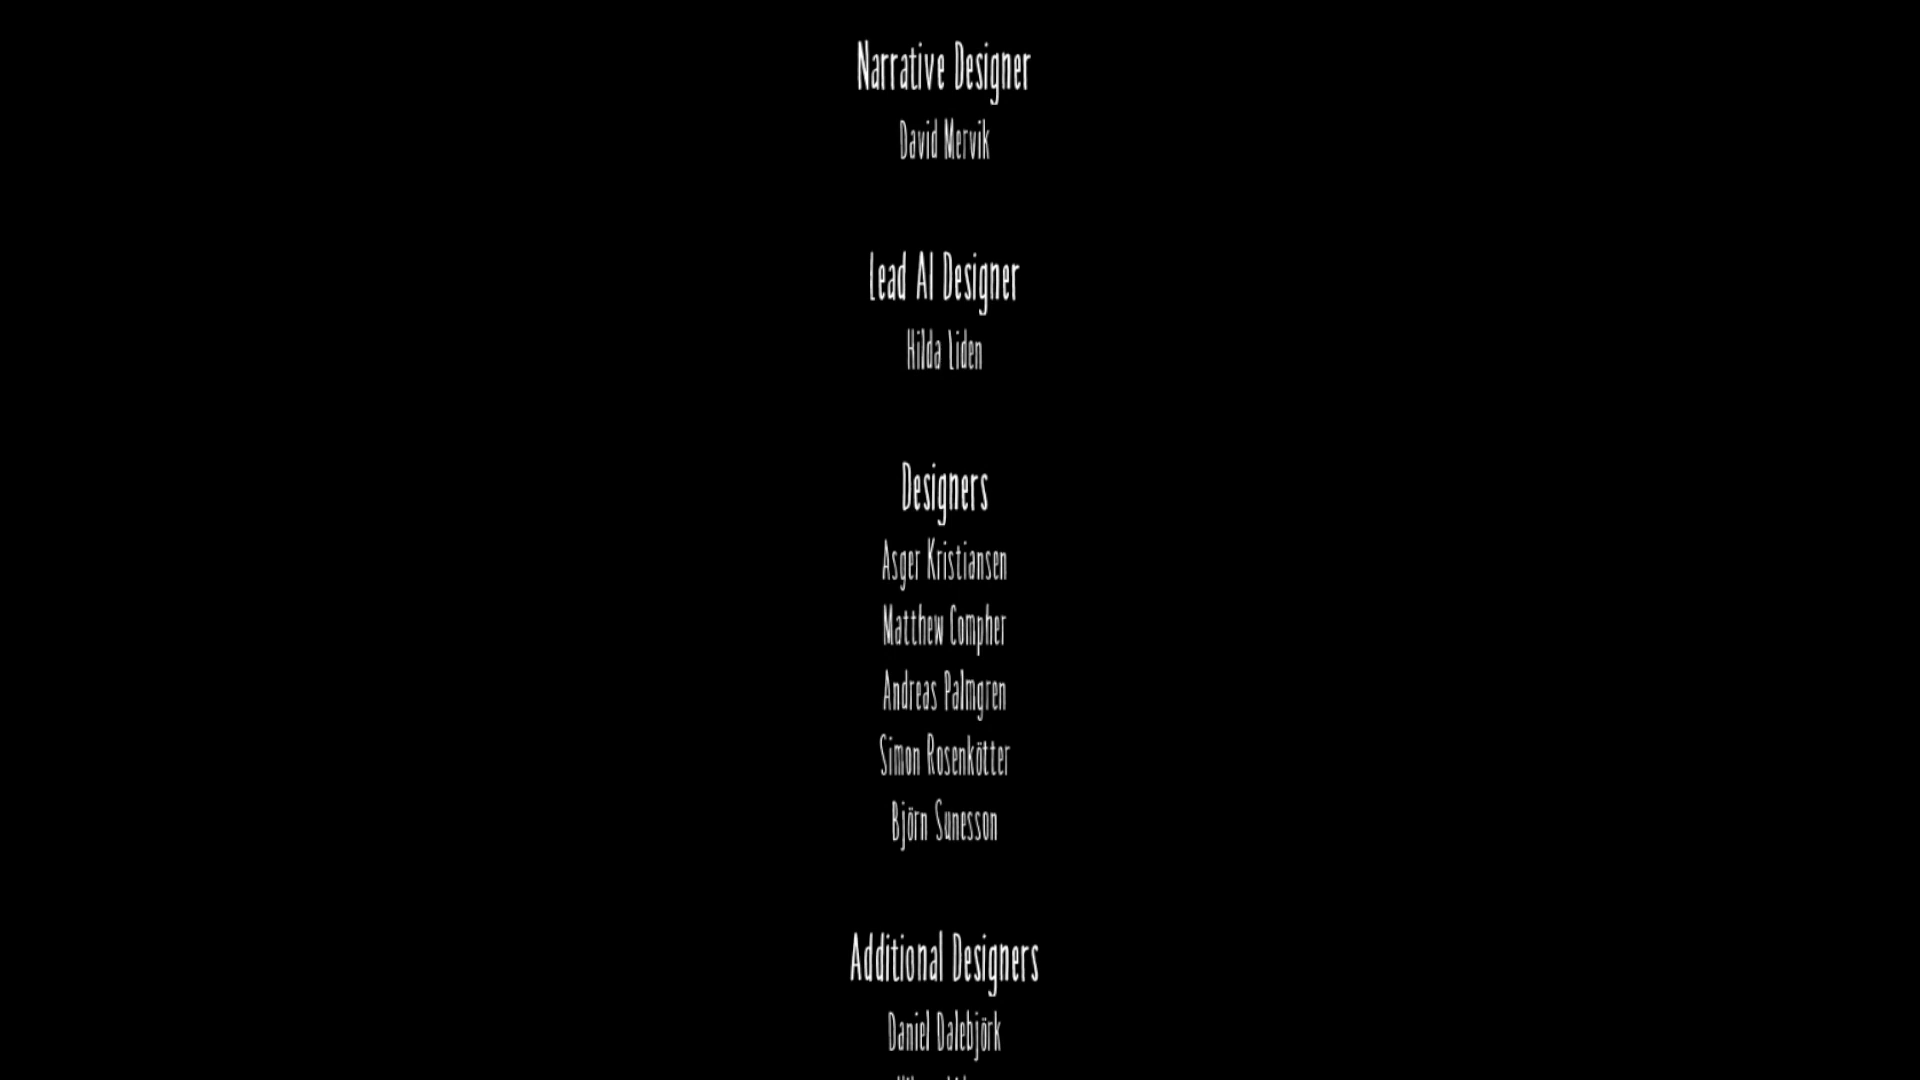 Narrative Designer
David Mervik
Lead AI Designer
Hilda Liden
Designers
Asger Kristiansen
Matthew Compher
Andreas Palmgren
Simon Rosenkötter
Björn Sunesson
Additional Designers
Daniel Dalebjörk